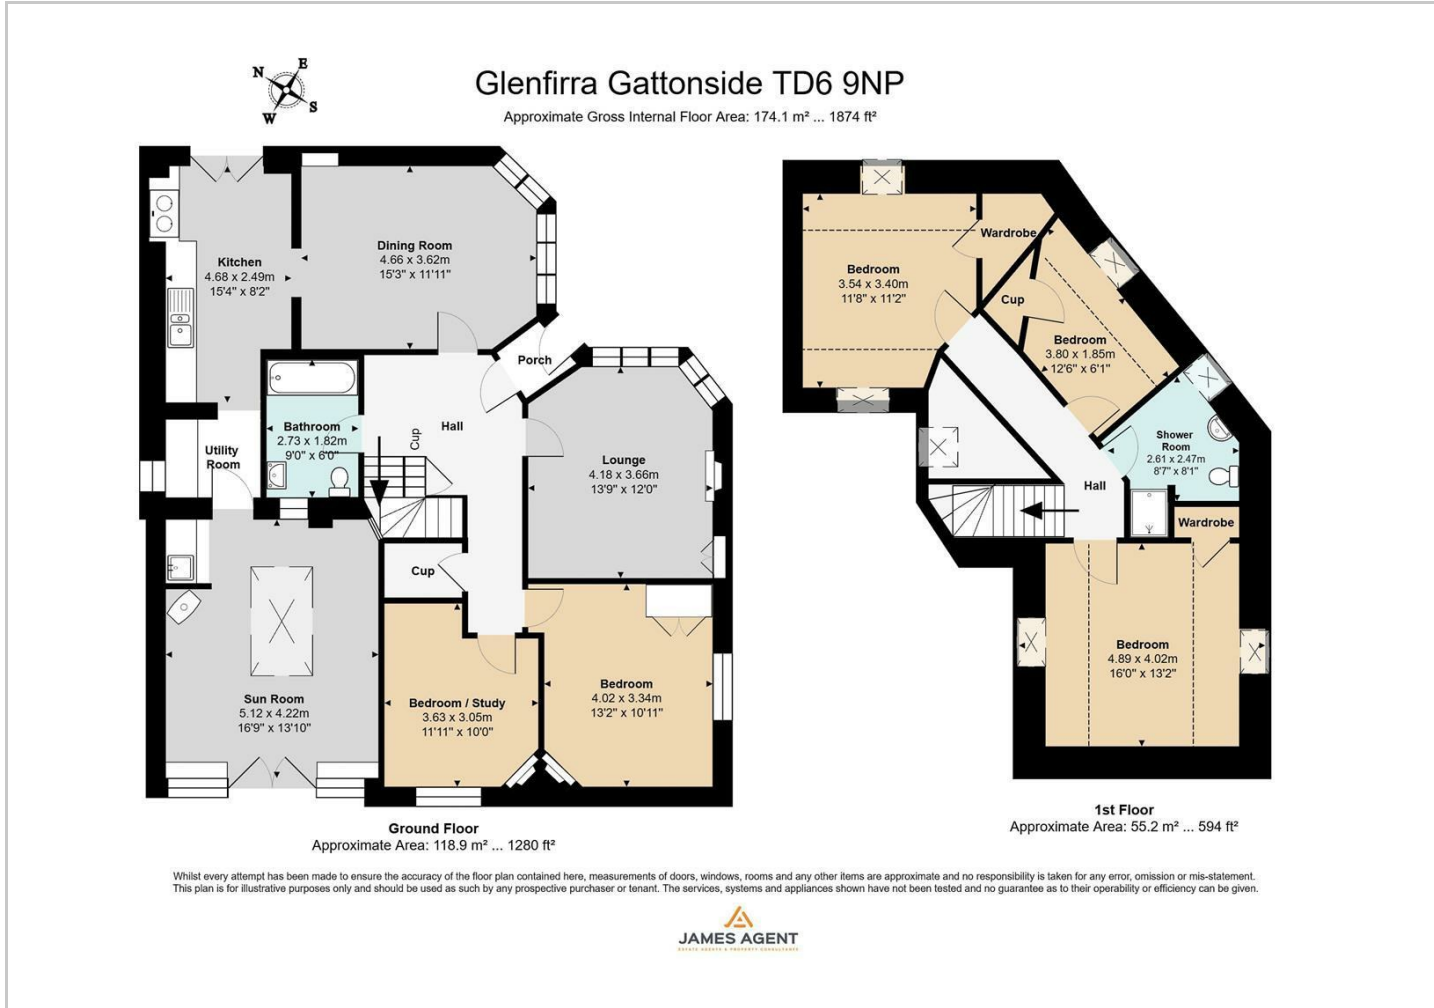 N
E
S
W
Glenfirra Gattonside TD6 9NP
Approximate Gross Internal Floor Area: 174.1 m² ... 1874 ft²
Kitchen
4.68 x 2.49m
15'4" x 8'2"
Dining Room
4.66 x 3.62m
15'3" x 11'11"
Porch
Bathroom
2.73 x 1.82m
9'0" x 6'0"
Hall
Cup
Utility
Room
Lounge
4.18 x 3.66m
13'9" x 12'0"
Cup
Sun Room
5.12 x 4.22m
16'9" x 13'10"
Bedroom / Study
3.63 x 3.05m
11'11" x 10'0"
Bedroom
4.02 x 3.34m
13'2" x 10'11"
Ground Floor
Approximate Area: 118.9 m² ... 1280 ft²
Wardrobe
Bedroom
3.54 x 3.40m
11'8" x 11'2"
Cup
Bedroom
3.80 x 1.85m
12'6" x 6'1"
Shower
Room
2.61 x 2.47m
8'7" x 8'1"
Hall
Wardrobe
Bedroom
4.89 x 4.02m
16'0" x 13'2"
1st Floor
Approximate Area: 55.2 m² ... 594 ft²
Whilst every attempt has been made to ensure the accuracy of the floor plan contained here, measurements of doors, windows, rooms and any other items are approximate and no responsibility is taken for any error, omission or mis-statement.
This plan is for illustrative purposes only and should be used as such by any prospective purchaser or tenant. The services, systems and appliances shown have not been tested and no guarantee as to their operability or efficiency can be given.
JAMES AGENT
ESTATE AGENTS & PROPERTY CONSULTANTS